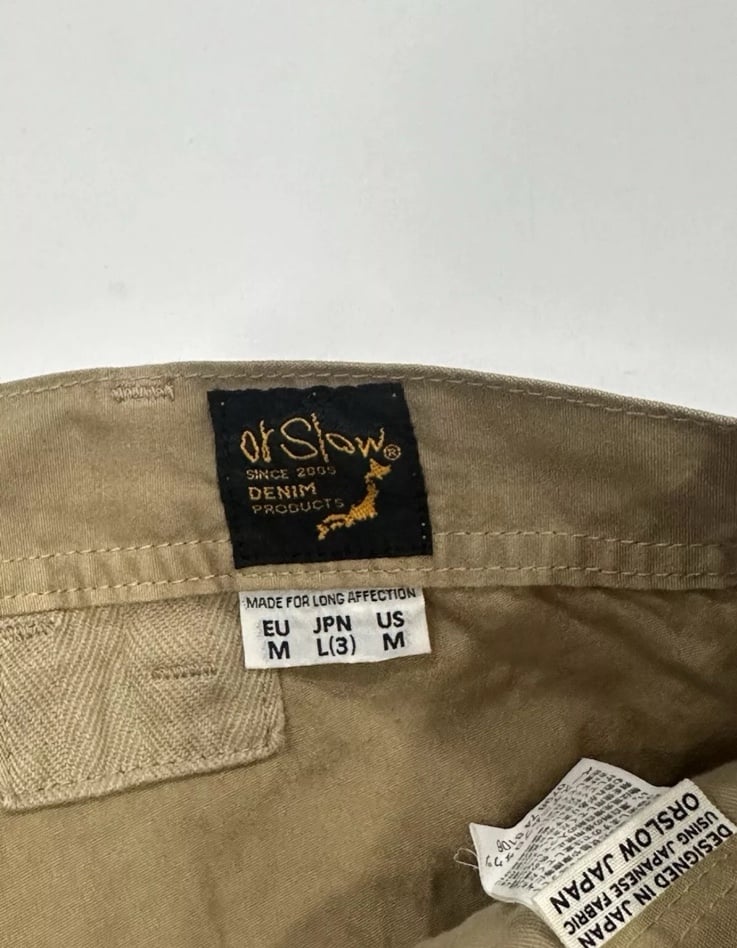 orSlow®
SINCE 2005
DENIM
PRODUCTS
MADE FOR LONG AFFECTION
EU JPN US
M L(3) M
DESIGNED IN JAPAN
USING JAPANESE FABRIC
ORSLOW JAPAN